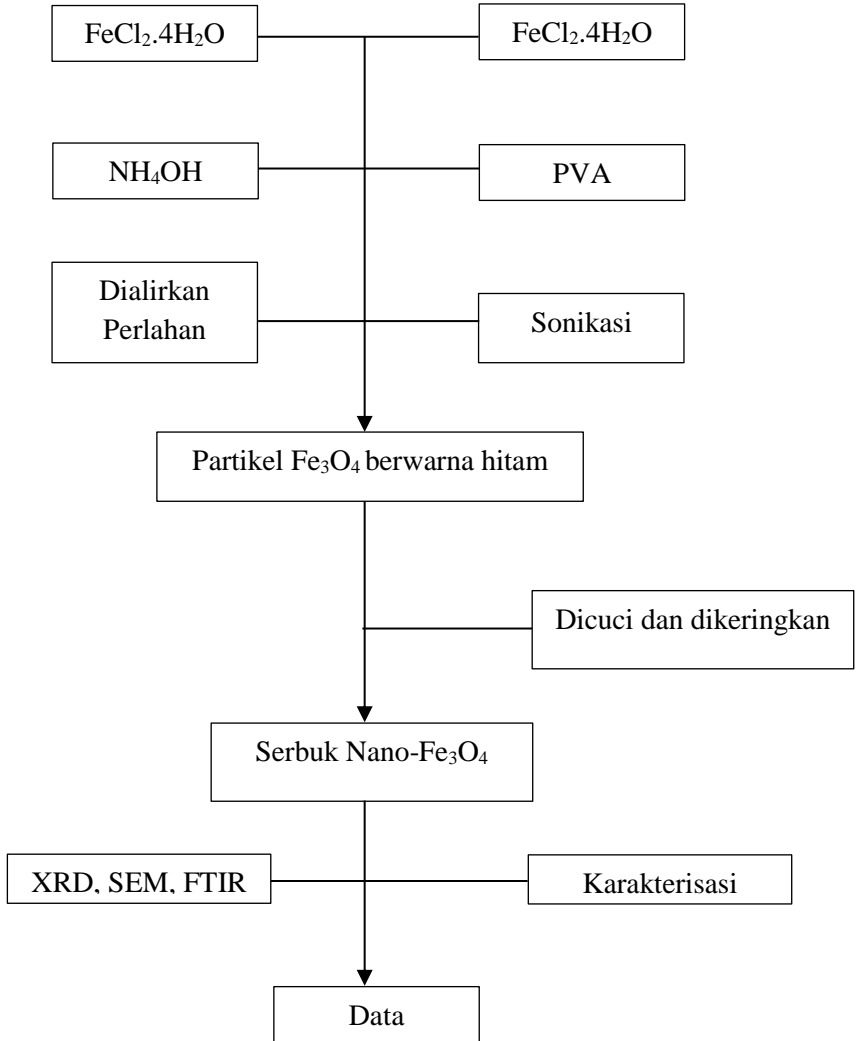 FeCl₂.4H₂O
FeCl₂.4H₂O
NH₄OH
PVA
Dialirkan
Perlahan
Sonikasi
Partikel Fe₃O₄ berwarna hitam
Dicuci dan dikeringkan
Serbuk Nano-Fe₃O₄
XRD, SEM, FTIR
Karakterisasi
Data